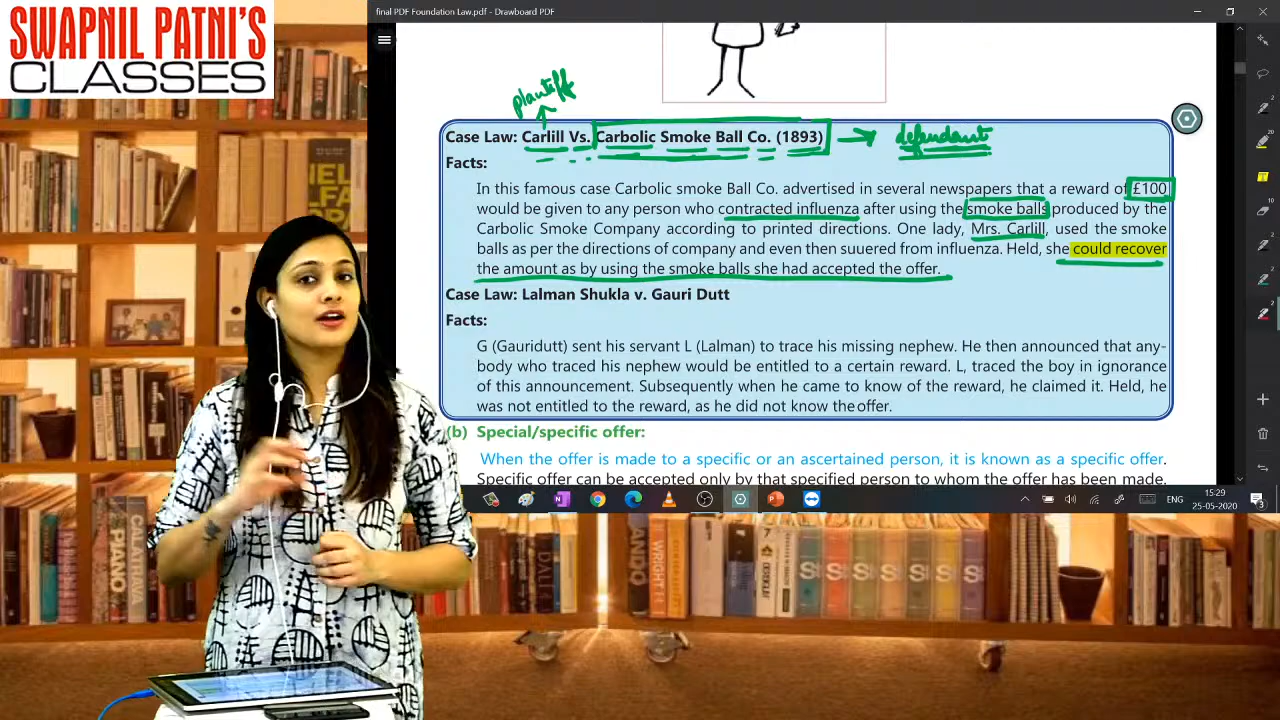 SWAPNIL PATNI'S
CLASSES
final PDF Foundation Law.pdf - Drawboard PDF
plantiff
Case Law: Carlill Vs. Carbolic Smoke Ball Co. (1893)
defendant
Facts:
In this famous case Carbolic smoke Ball Co. advertised in several newspapers that a reward of £100
would be given to any person who contracted influenza after using the smoke balls produced by the
Carbolic Smoke Company according to printed directions. One lady, Mrs. Carlill, used the smoke
balls as per the directions of company and even then suuered from influenza. Held, she could recover
the amount as by using the smoke balls she had accepted the offer.
Case Law: Lalman Shukla v. Gauri Dutt
Facts:
G (Gauridutt) sent his servant L (Lalman) to trace his missing nephew. He then announced that any-
body who traced his nephew would be entitled to a certain reward. L, traced the boy in ignorance
of this announcement. Subsequently when he came to know of the reward, he claimed it. Held, he
was not entitled to the reward, as he did not know the offer.
(b) Special/specific offer:
When the offer is made to a specific or an ascertained person, it is known as a specific offer.
Specific offer can be accepted only by that specified person to whom the offer has been made.
ENG
15:29
25-05-2020
PIANO
WRIGHT